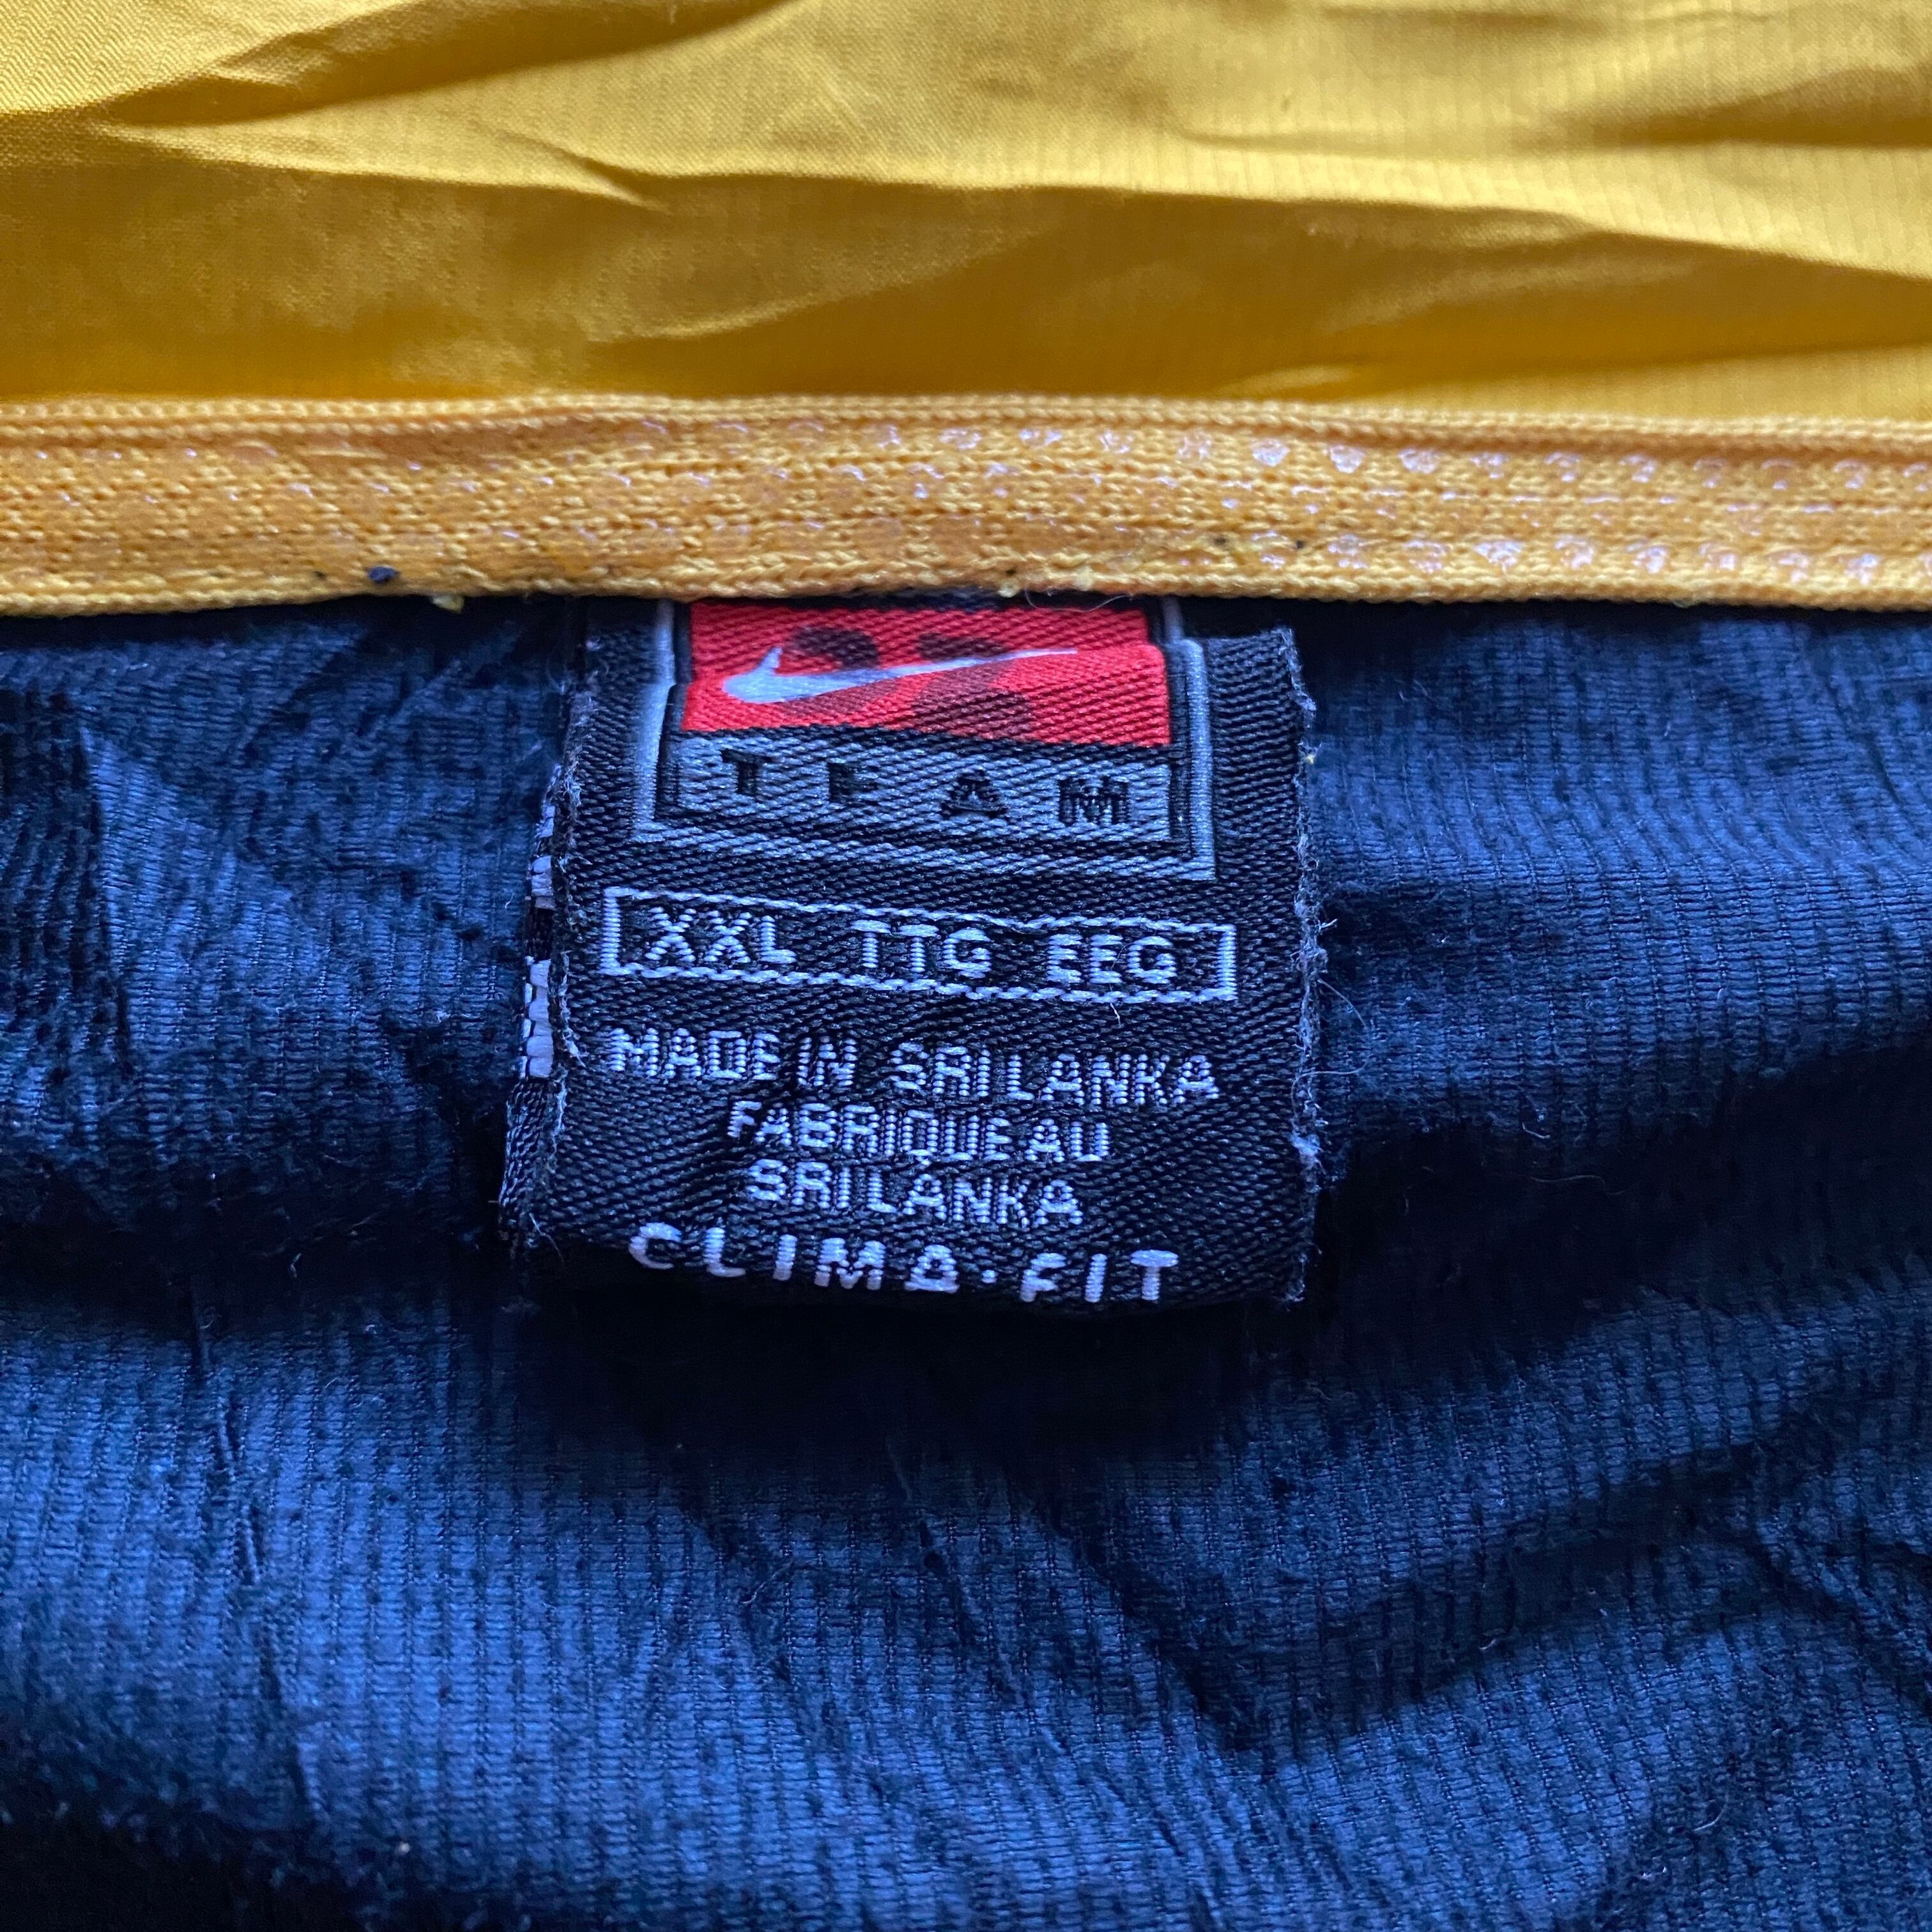 TEAM
XXL TTG EEG
MADE IN SRI LANKA
FABRIQUE AU
SRI LANKA
CLIMA·FIT